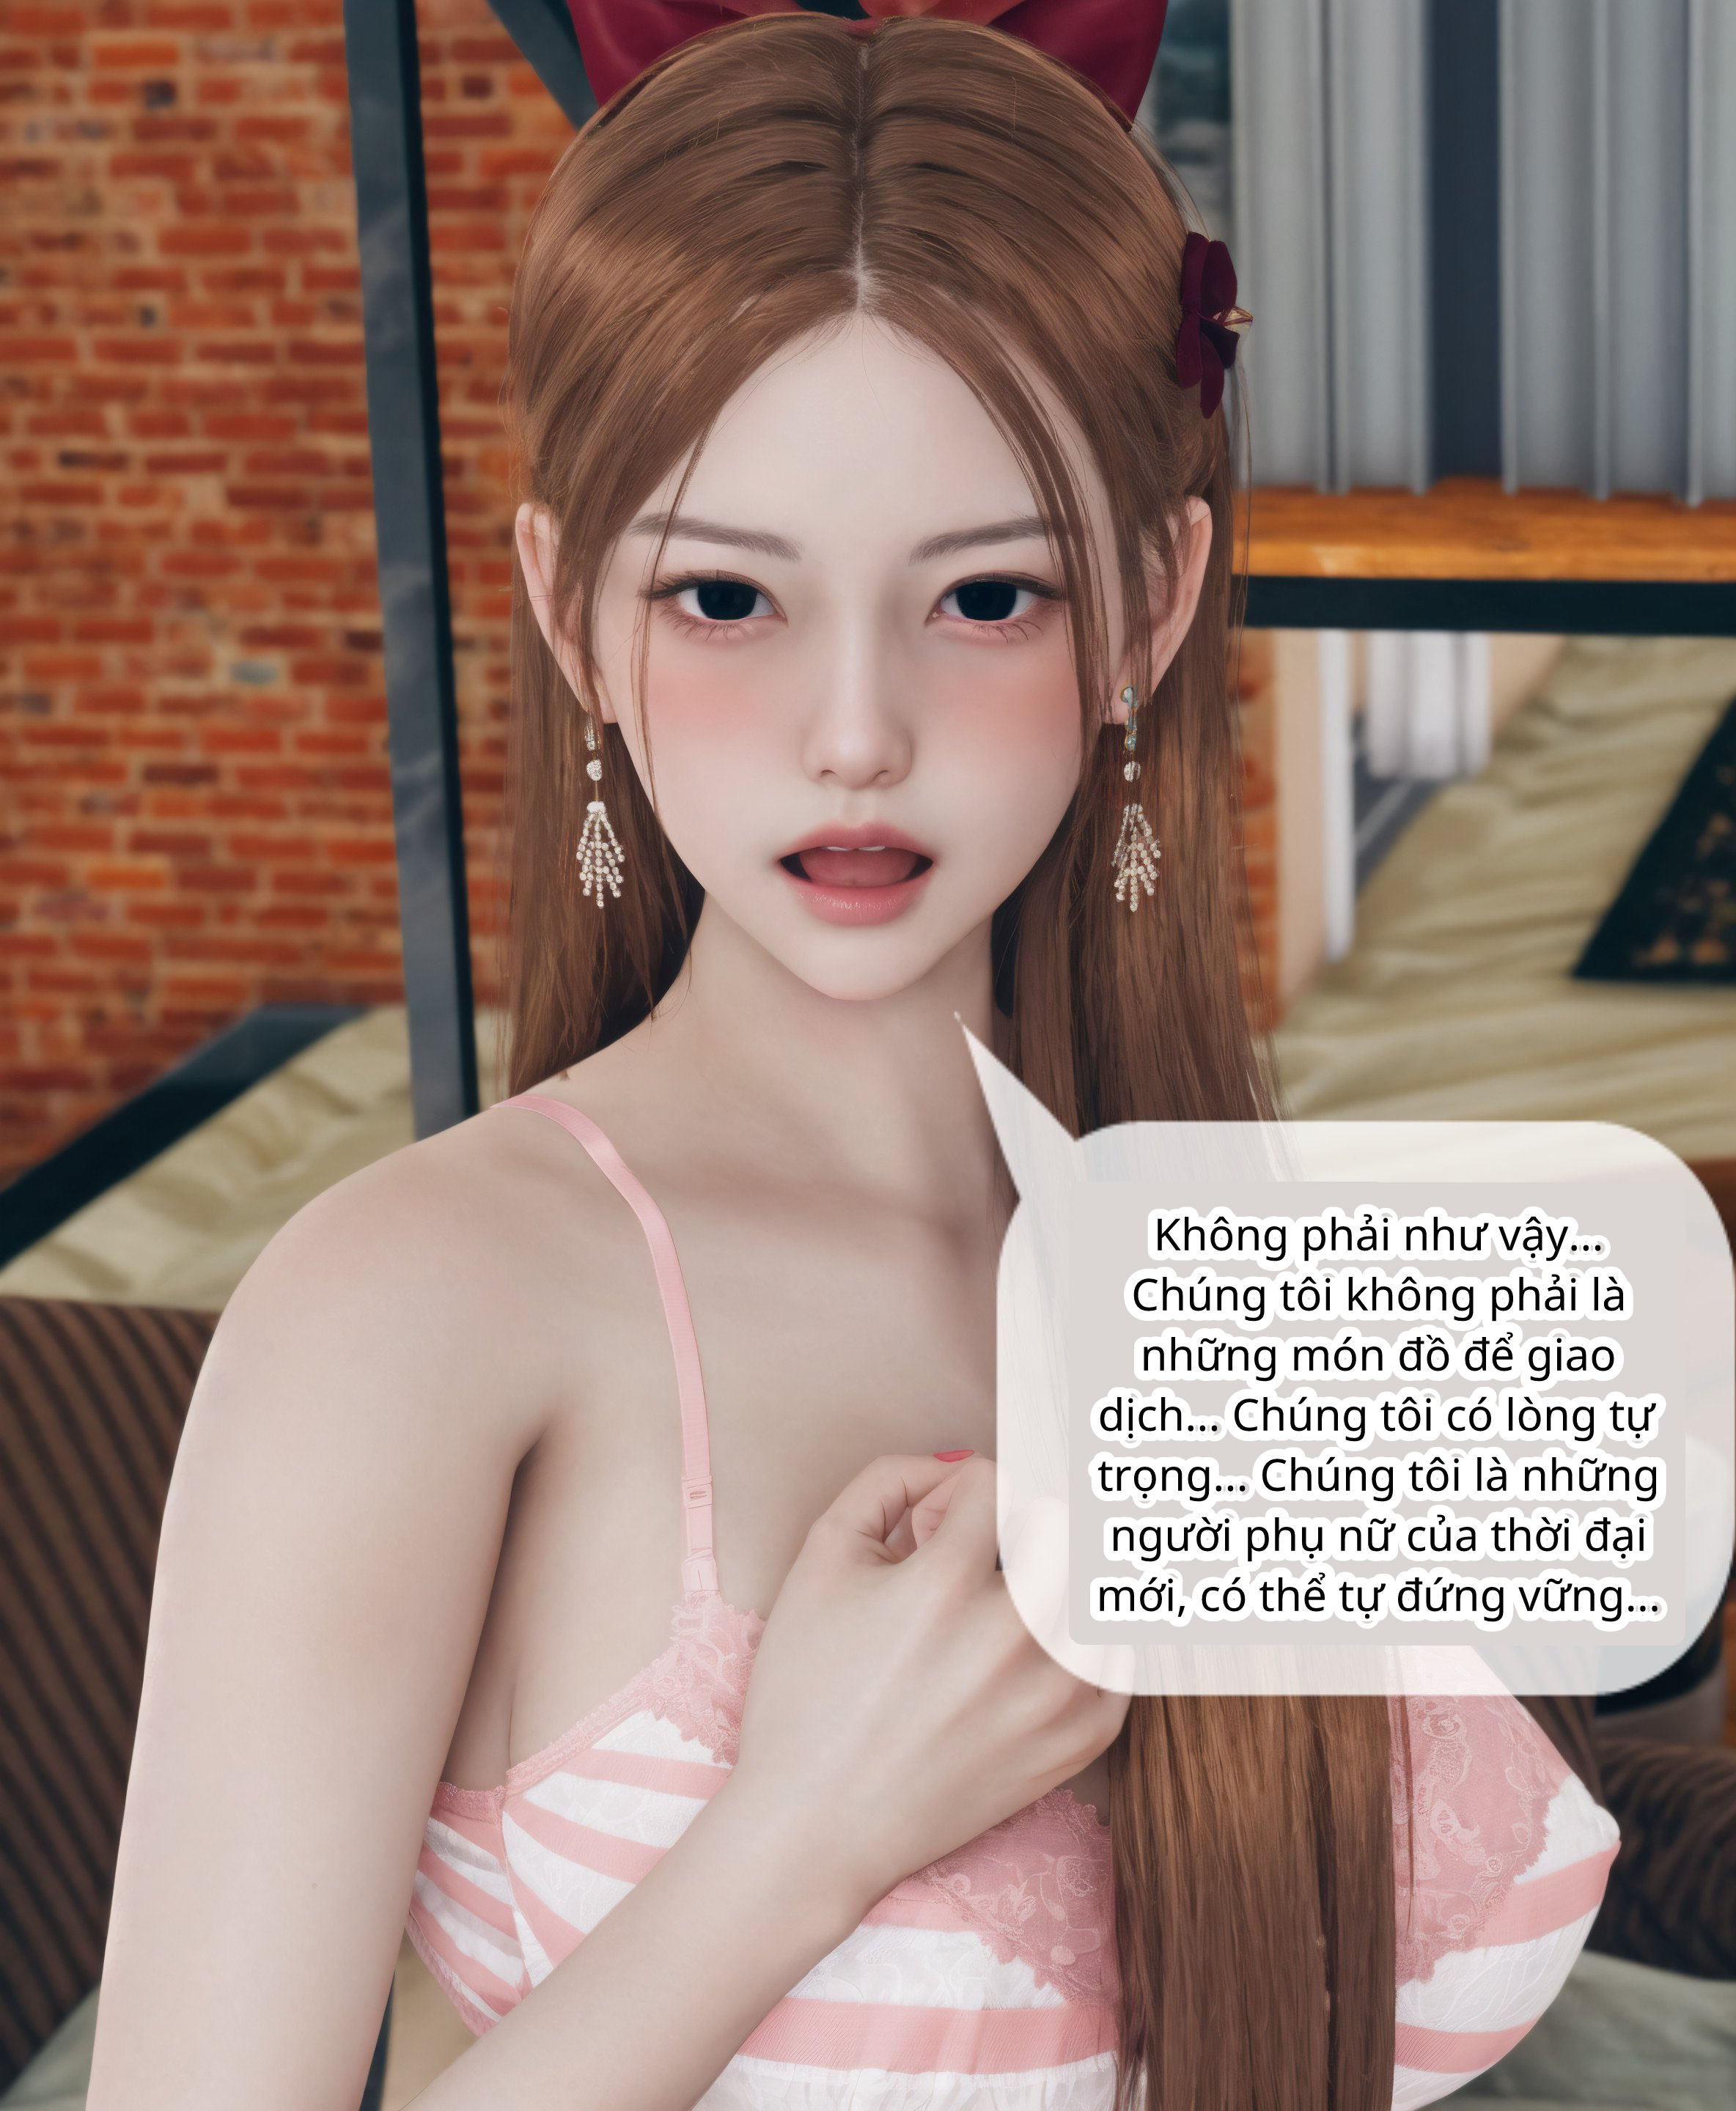 Không phải như vậy...
Chúng tôi không phải là
những món đồ để giao
dịch... Chúng tôi có lòng tự
trọng... Chúng tôi là những
người phụ nữ của thời đại
mới, có thể tự đứng vững...